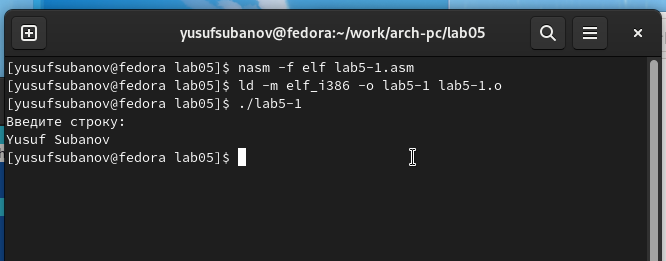 yusufsubanov@fedora:~/work/arch-pc/lab05
[yusufsubanov@fedora lab05]$ nasm -f elf lab5-1.asm
[yusufsubanov@fedora lab05]$ ld -m elf_i386 -o lab5-1 lab5-1.o
[yusufsubanov@fedora lab05]$ ./lab5-1
Введите строку:
Yusuf Subanov
[yusufsubanov@fedora lab05]$